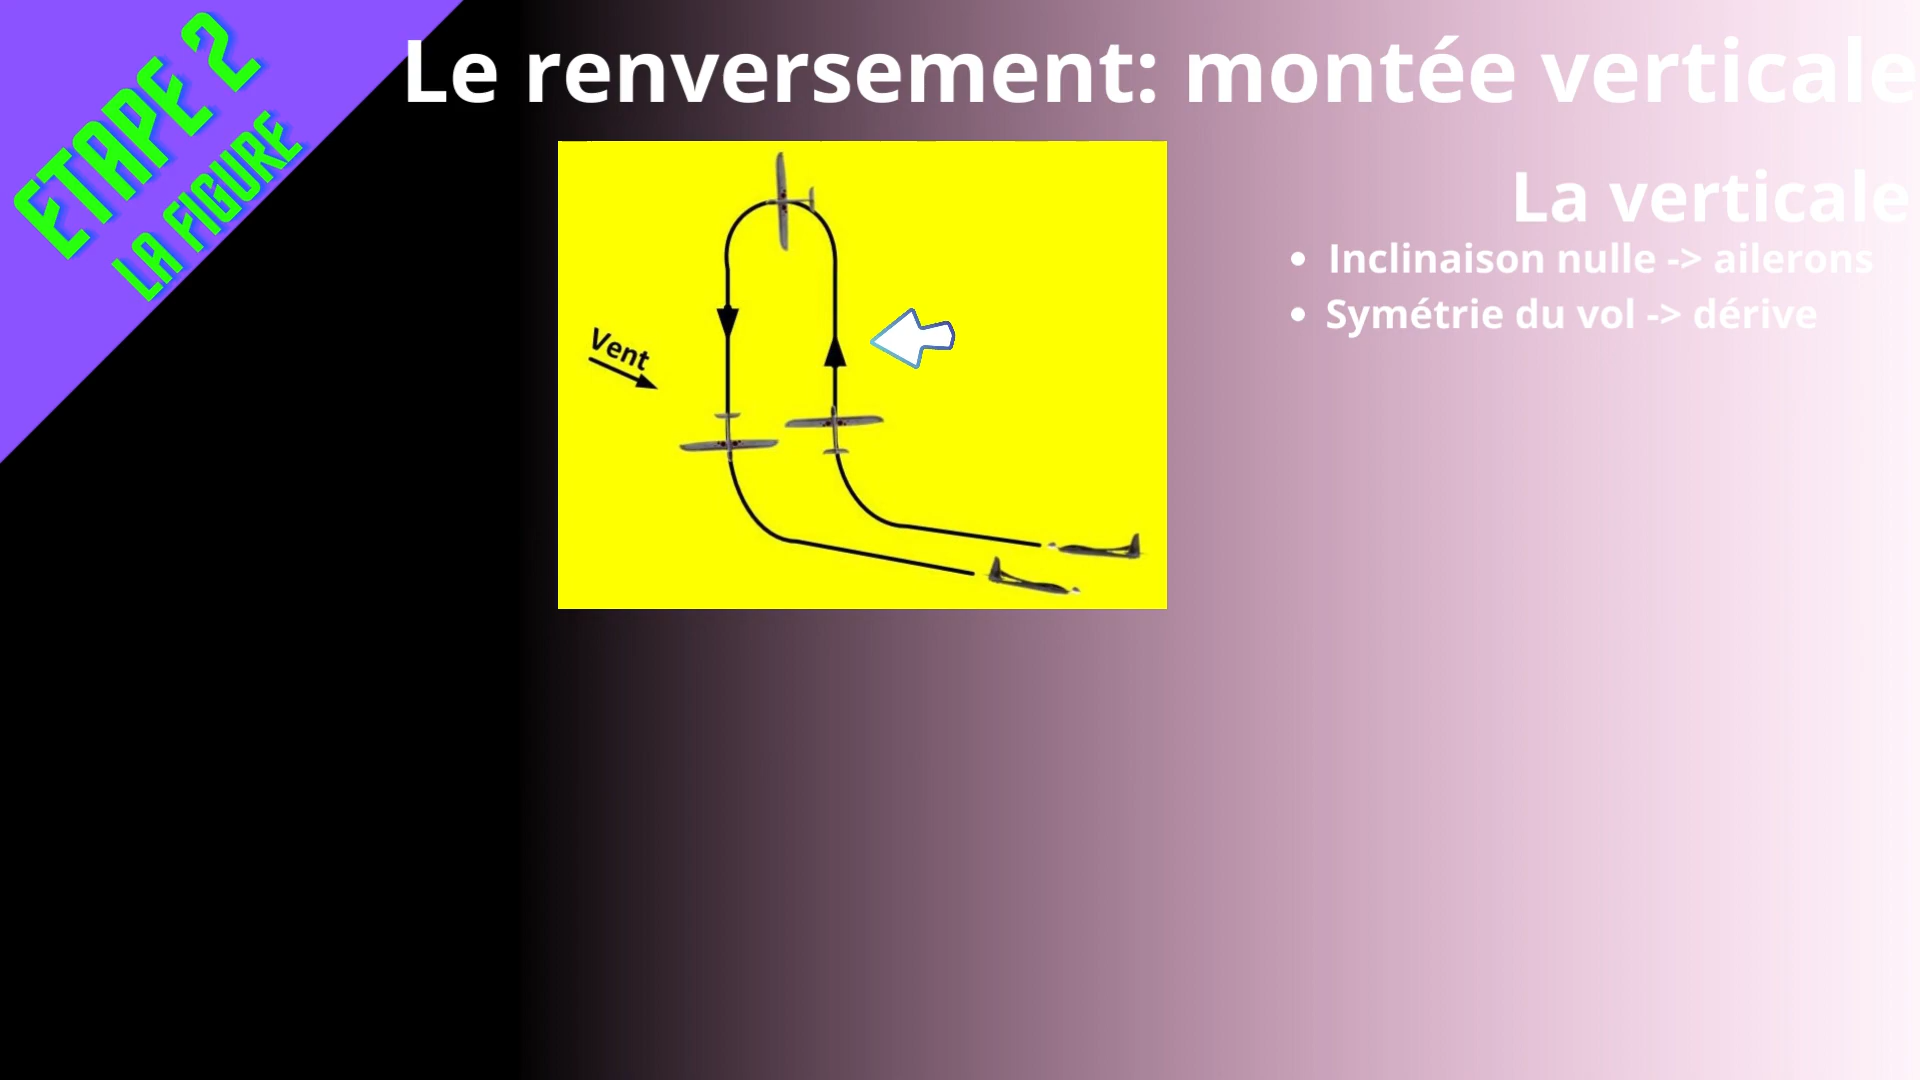 ETAPE 2
LA FIGURE
Le renversement: montée verticale
La verticale
• Inclinaison nulle -> ailerons
• Symétrie du vol -> dérive
Vent